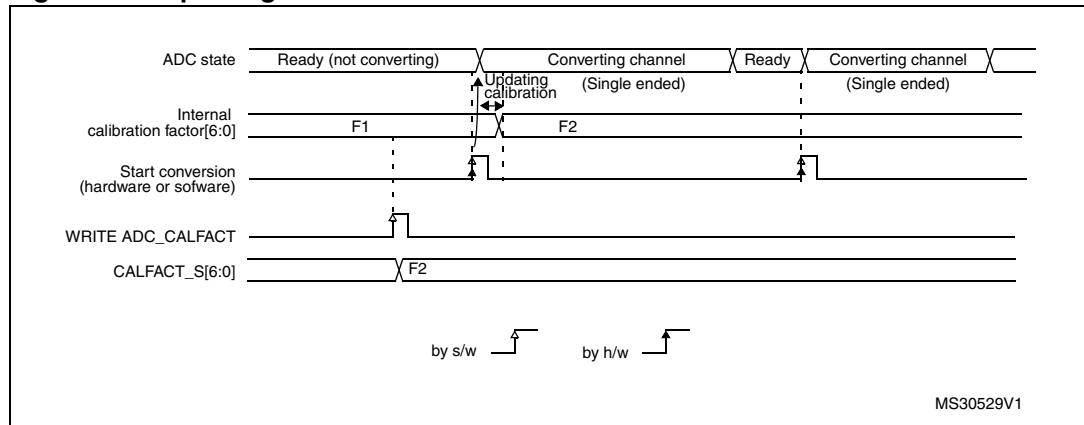 ADC state
Ready (not converting)
Converting channel
Ready
Converting channel
Updating
calibration
(Single ended)
(Single ended)
Internal
calibration factor[6:0]
F1
F2
Start conversion
(hardware or sofware)
WRITE ADC_CALFACT
CALFACT_S[6:0]
F2
by s/w
by h/w
MS30529V1